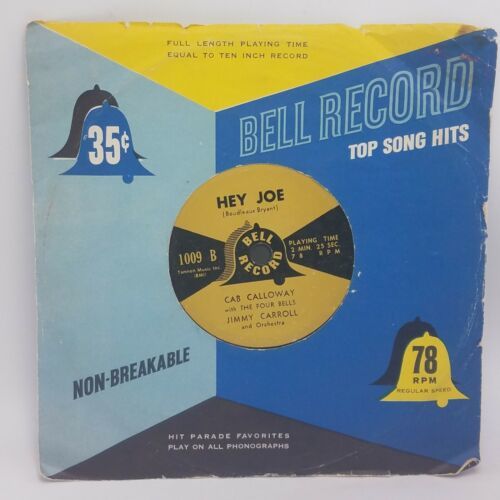 FULL LENGTH PLAYING TIME
EQUAL TO TEN INCH RECORD
35¢
BELL RECORD
TOP SONG HITS
HEY JOE
(Boudleaux Bryant)
1009 B
Tannen Music Inc.
(BMI)
BELL
RECORD
PLAYING TIME
2 MIN. 25 SEC.
78 RPM
CAB CALLOWAY
with THE FOUR BELLS
JIMMY CARROLL
and Orchestra
NON-BREAKABLE
78
RPM
REGULAR SPEED
HIT PARADE FAVORITES
PLAY ON ALL PHONOGRAPHS